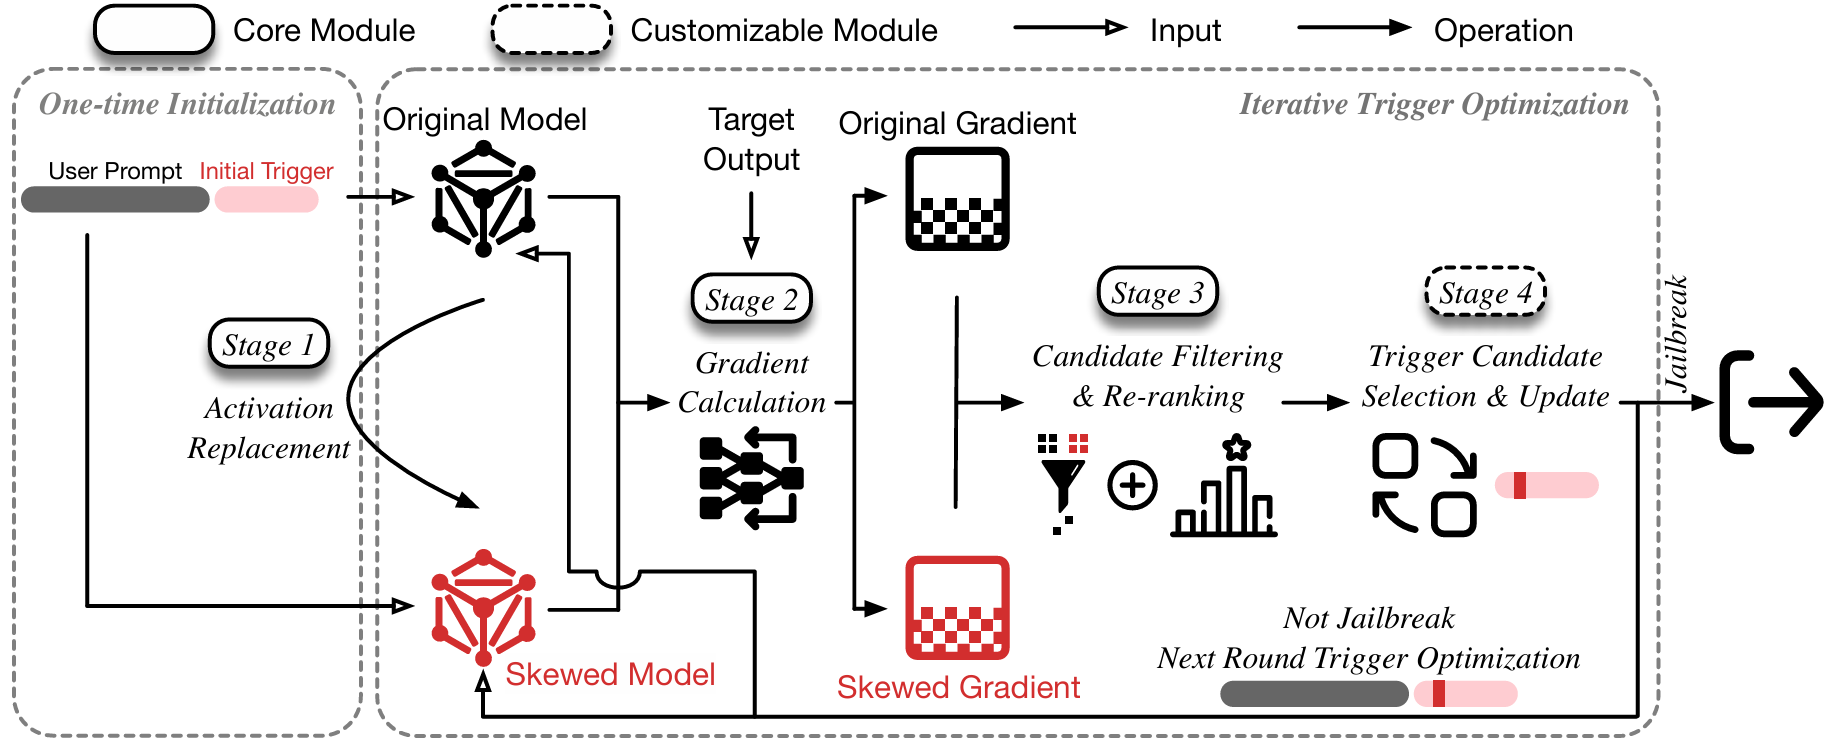 Core Module
Customizable Module
Input
Operation
One-time Initialization
Iterative Trigger Optimization
User Prompt
Initial Trigger
Original Model
Target
Output
Original Gradient
Stage 1
Activation
Replacement
Stage 2
Gradient
Calculation
Stage 3
Candidate Filtering
& Re-ranking
Stage 4
Trigger Candidate
Selection & Update
Jailbreak
Skewed Model
Skewed Gradient
Not Jailbreak
Next Round Trigger Optimization